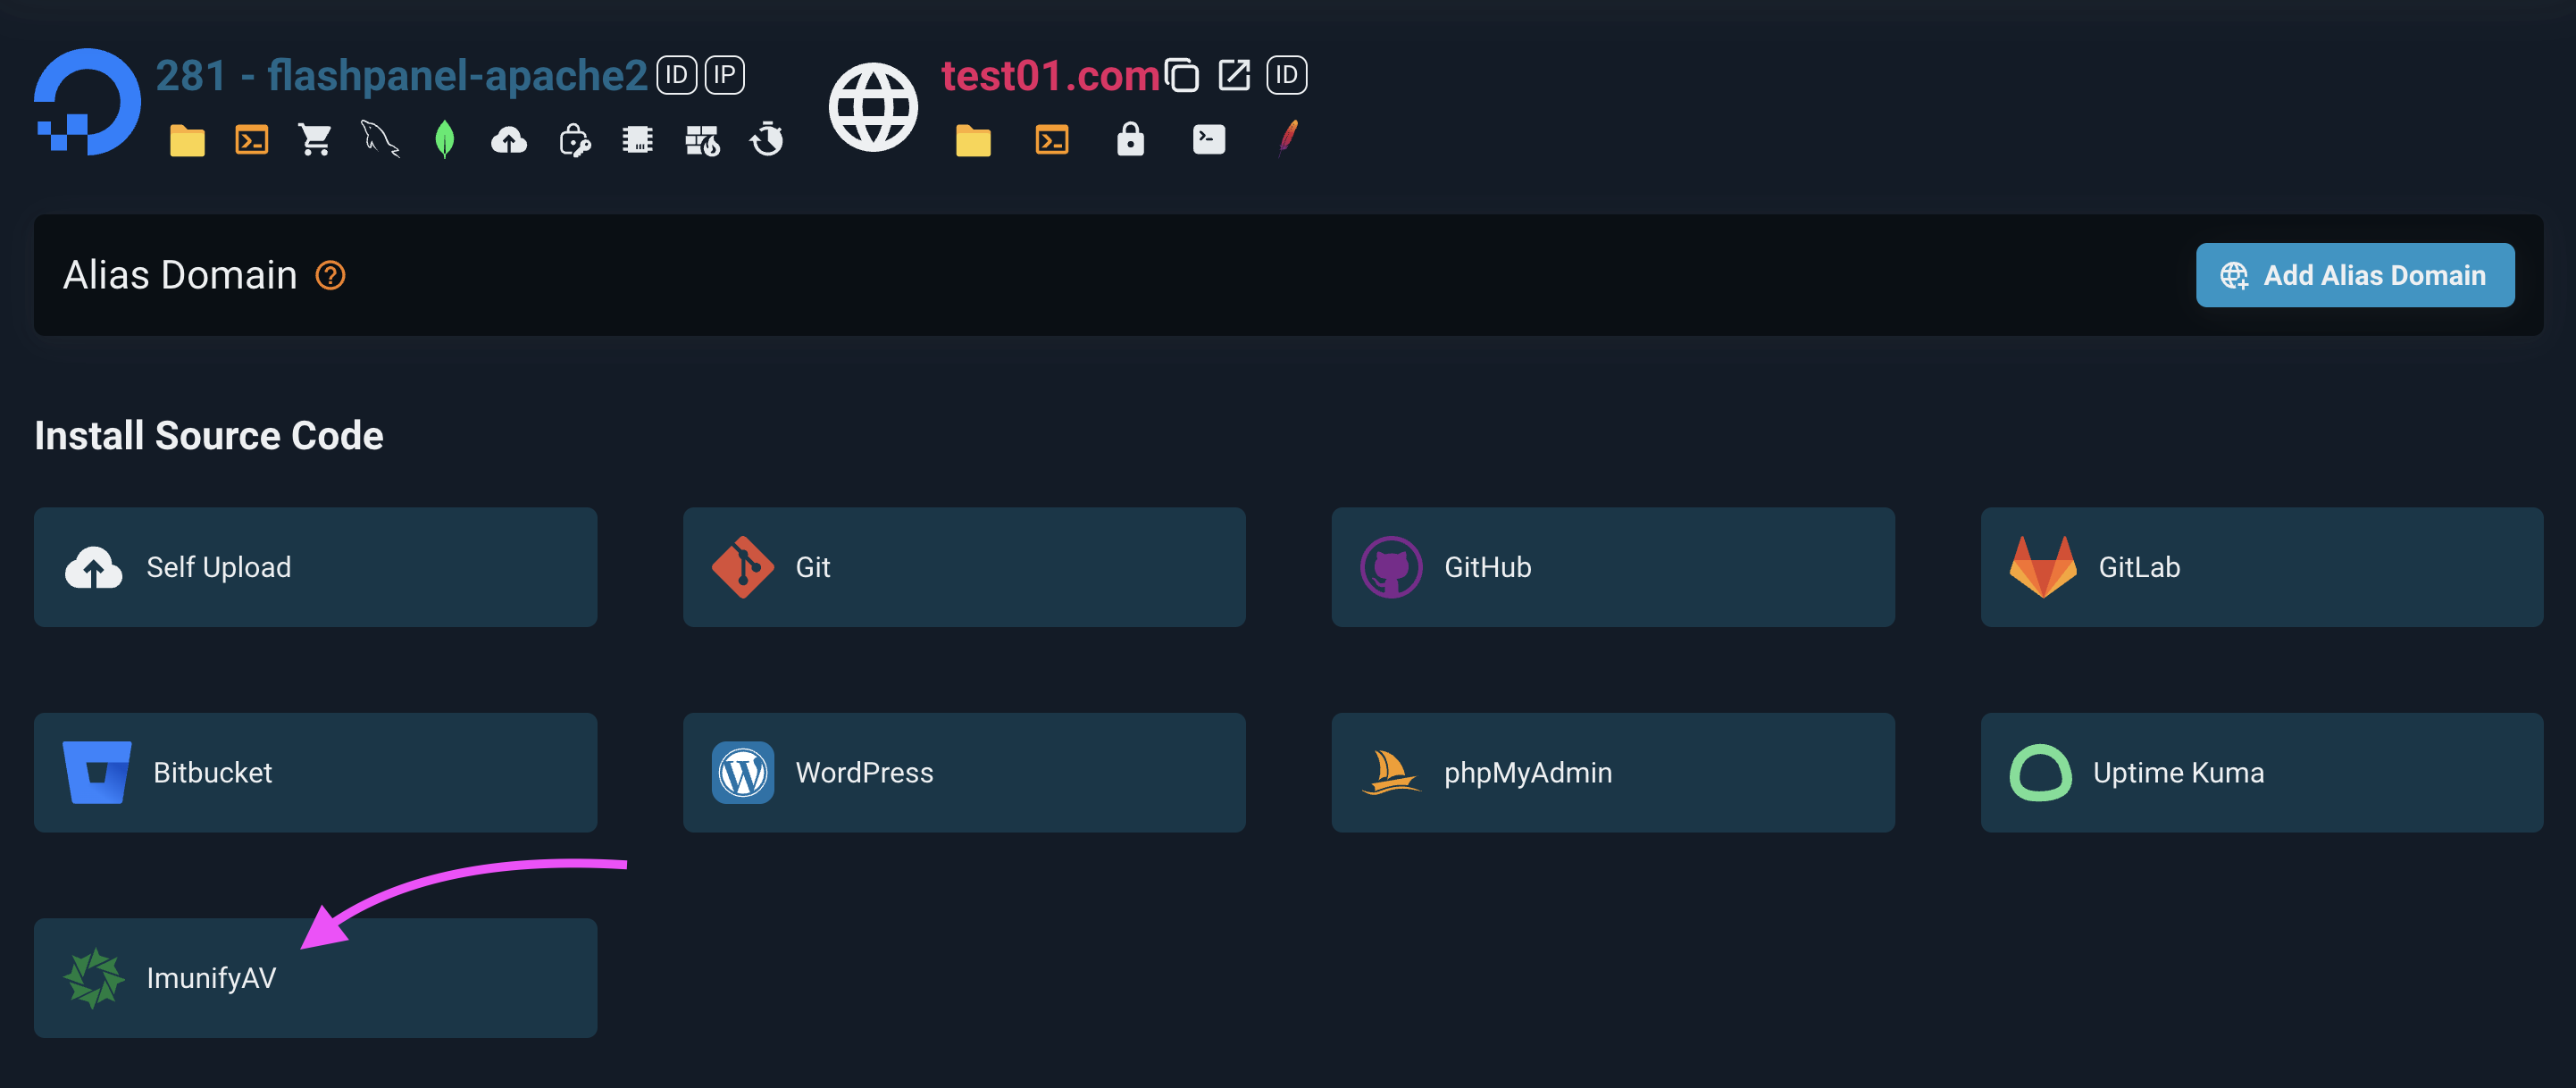 281 - flashpanel-apache2 ID IP
test01.com ID
Alias Domain
Add Alias Domain
Install Source Code
Self Upload
Git
GitHub
GitLab
Bitbucket
WordPress
phpMyAdmin
Uptime Kuma
ImunifyAV